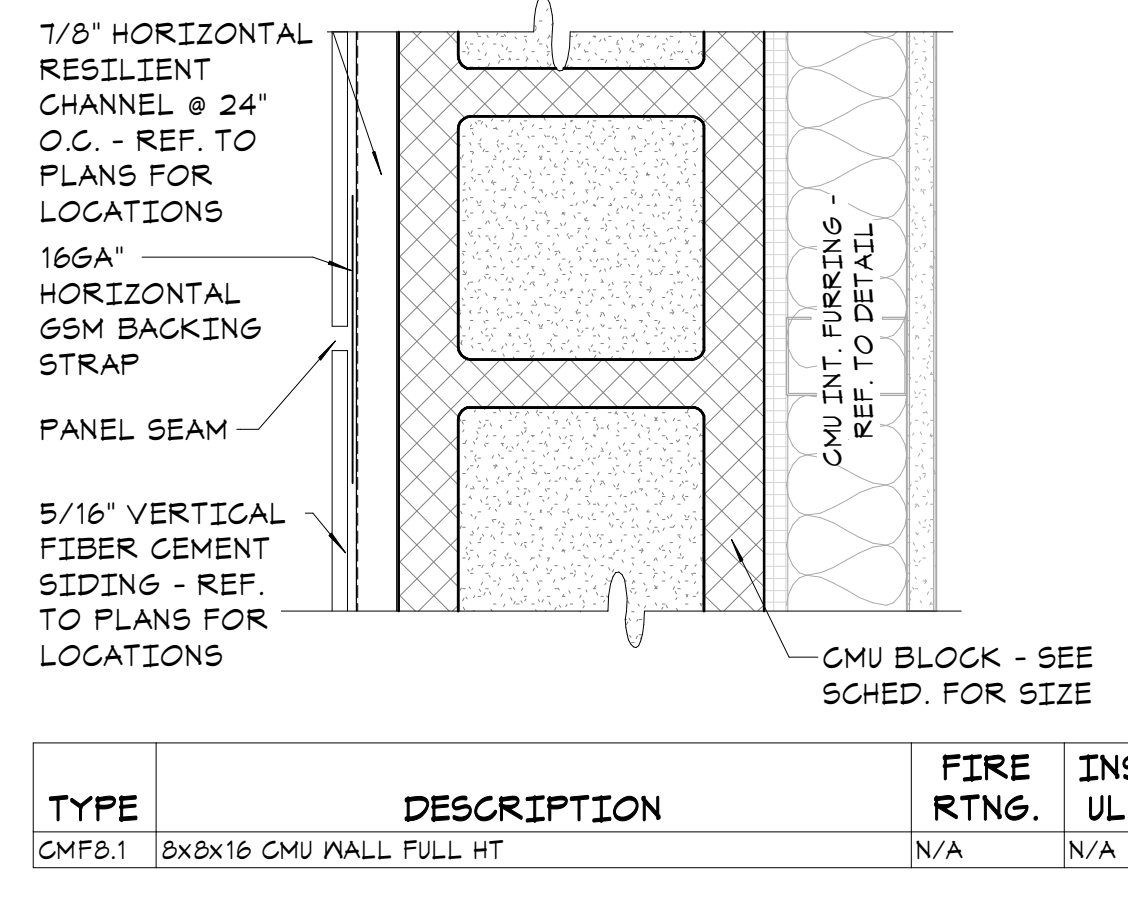 7/8" HORIZONTAL
RESILIENT
CHANNEL @ 24"
O.C. - REF. TO
PLANS FOR
LOCATIONS
16GA"
HORIZONTAL
GSM BACKING
STRAP
PANEL SEAM
5/16" VERTICAL
FIBER CEMENT
SIDING - REF.
TO PLANS FOR
LOCATIONS
CMU INT. FURRING -
REF. TO DETAIL
CMU BLOCK - SEE
SCHED. FOR SIZE
TYPE
DESCRIPTION
FIRE
RTNG.
INS
UL
CMF8.1
8x8x16 CMU WALL FULL HT
N/A
N/A